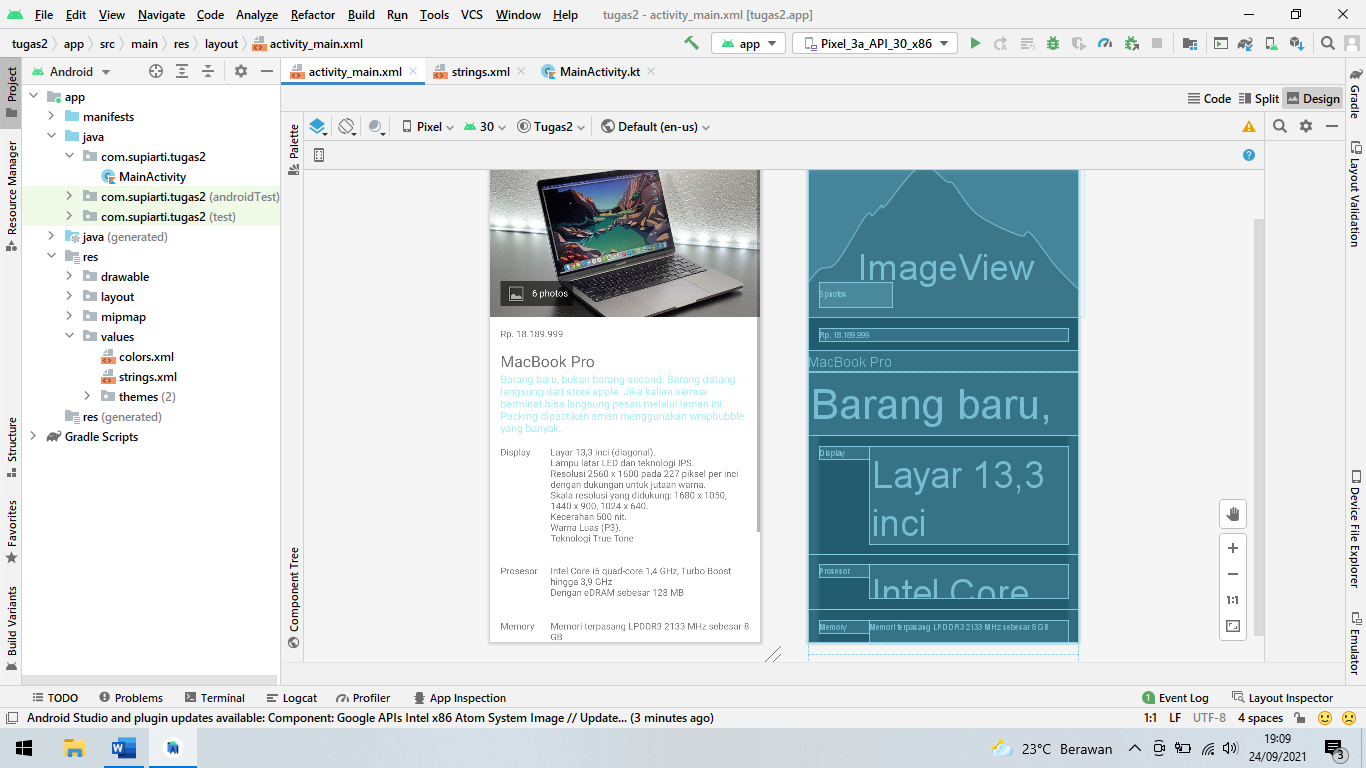 File Edit View Navigate Code Analyze Refactor Build Run Tools VCS Window Help tugas2 - activity_main.xml [tugas2.app]
tugas2 app src main res layout activity_main.xml app Pixel_3a_API_30_x86
Project
Resource Manager
Structure
Favorites
Build Variants
Android
app
manifests
java
com.supiarti.tugas2
MainActivity
com.supiarti.tugas2 (androidTest)
com.supiarti.tugas2 (test)
java (generated)
res
drawable
layout
mipmap
values
colors.xml
strings.xml
themes (2)
res (generated)
Gradle Scripts
activity_main.xml strings.xml MainActivity.kt
Code Split Design
Palette
Component Tree
Pixel 30 Tugas2 Default (en-us)
6 photos
Rp. 18.189.999
MacBook Pro
Barang baru, bukan barang second. Barang datang
langsung dari store apple. Jika kalian semua
berminat bisa langsung pesan melalui laman ini.
Packing dipastikan aman menggunakan wrapbubble
yang banyak.
Display Layar 13,3 inci (diagonal).
Lampu latar LED dan teknologi IPS.
Resolusi 2560 x 1600 pada 227 piksel per inci
dengan dukungan untuk jutaan warna.
Skala resolusi yang didukung: 1680 x 1050,
1440 x 900, 1024 x 640.
Kecerahan 500 nit.
Warna Luas (P3).
Teknologi True Tone
Prosesor Intel Core i5 quad-core 1,4 GHz, Turbo Boost
hingga 3,9 GHz
Dengan eDRAM sebesar 128 MB
Memory Memori terpasang LPDDR3 2133 MHz sebesar 8
GB
ImageView
6 photos
Rp. 18.189.999
MacBook Pro
Barang baru,
Display Layar 13,3
inci
Prosesor Intel Core
Memory Memori terpasang LPDDR3 2133 MHz sebesar 8 GB
1:1
Gradle
Layout Validation
Device File Explorer
Emulator
TODO Problems Terminal Logcat Profiler App Inspection 1 Event Log Layout Inspector
Android Studio and plugin updates available: Component: Google APIs Intel x86 Atom System Image // Update... (3 minutes ago) 1:1 LF UTF-8 4 spaces
23°C Berawan 19:09
24/09/2021 3